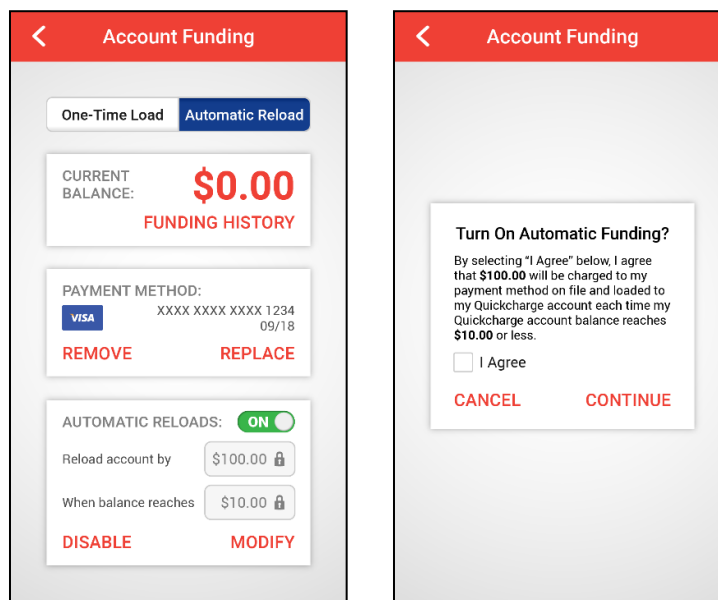 Account Funding
One-Time Load
Automatic Reload
CURRENT
BALANCE:
$0.00
FUNDING HISTORY
PAYMENT METHOD:
VISA
XXXX XXXX XXXX 1234
09/18
REMOVE
REPLACE
AUTOMATIC RELOADS:
ON
Reload account by
$100.00
When balance reaches
$10.00
DISABLE
MODIFY
Account Funding
Turn On Automatic Funding?
By selecting “I Agree” below, I agree
that $100.00 will be charged to my
payment method on file and loaded to
my Quickcharge account each time my
Quickcharge account balance reaches
$10.00 or less.
I Agree
CANCEL
CONTINUE